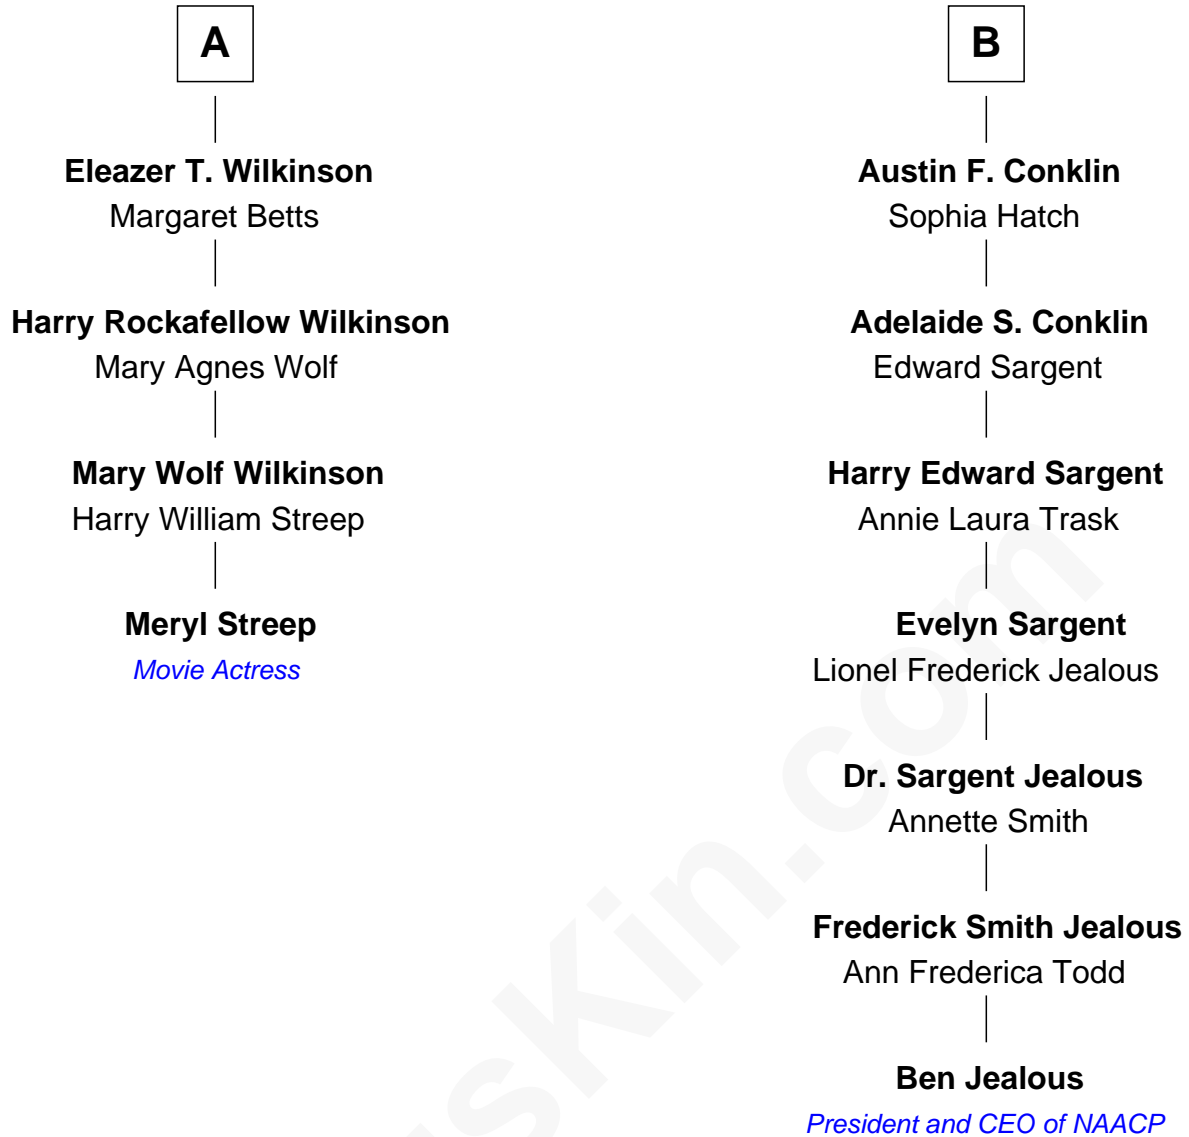 A
Eleazer T. Wilkinson
Margaret Betts
Harry Rockafellow Wilkinson
Mary Agnes Wolf
Mary Wolf Wilkinson
Harry William Streep
Meryl Streep
Movie Actress
B
Austin F. Conklin
Sophia Hatch
Adelaide S. Conklin
Edward Sargent
Harry Edward Sargent
Annie Laura Trask
Evelyn Sargent
Lionel Frederick Jealous
Dr. Sargent Jealous
Annette Smith
Frederick Smith Jealous
Ann Frederica Todd
Ben Jealous
President and CEO of NAACP
sKin.com